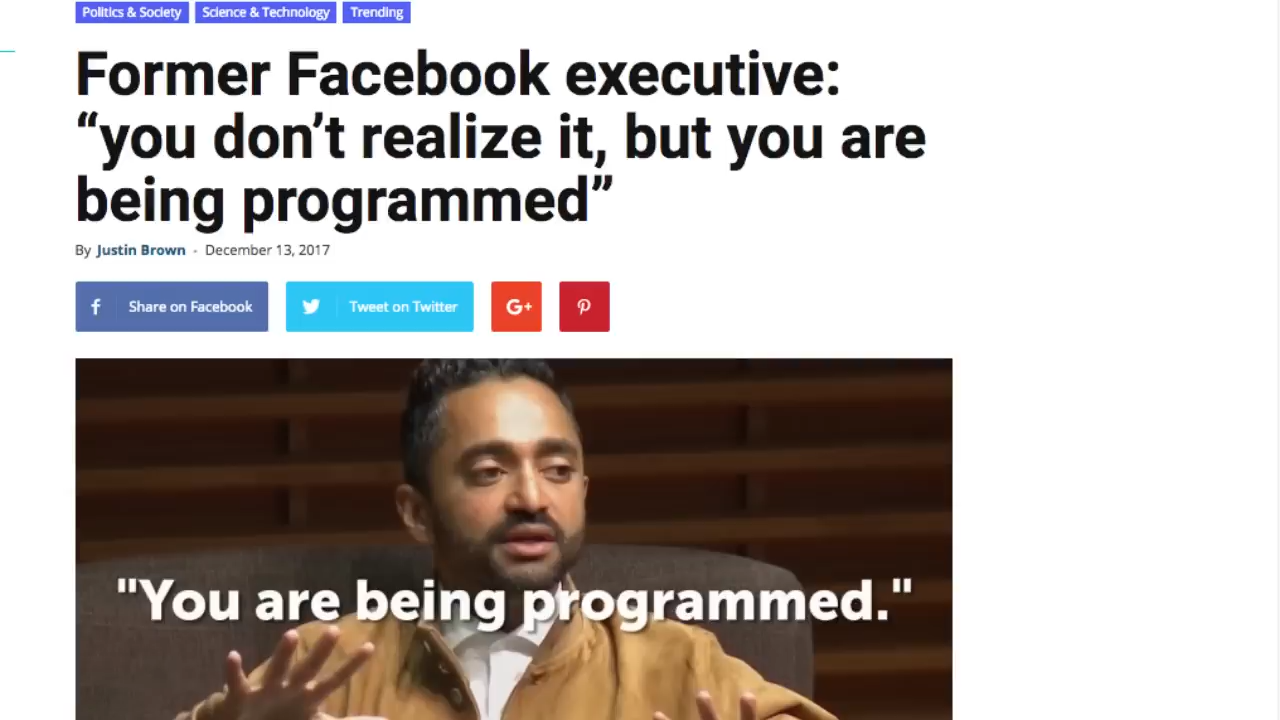 Politics & Society Science & Technology Trending
Former Facebook executive:
“you don’t realize it, but you are
being programmed”
By Justin Brown - December 13, 2017
f Share on Facebook Tweet on Twitter G+
"You are being programmed."